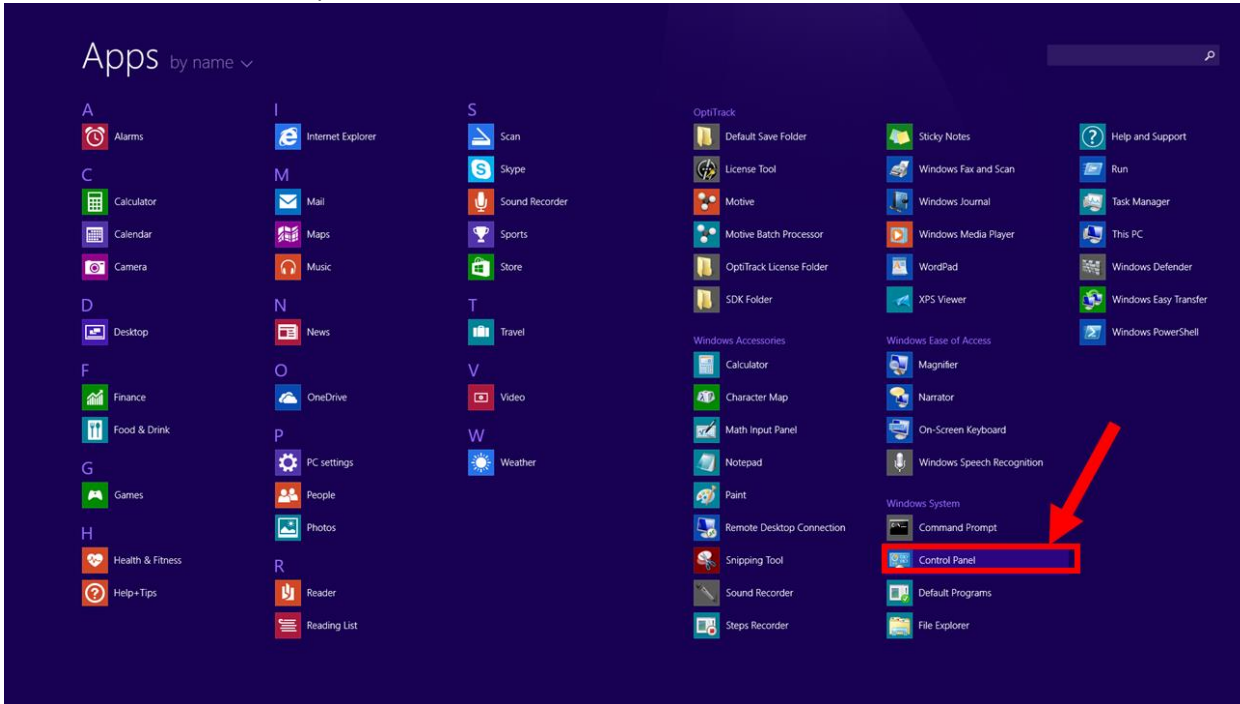 Apps by name
A
Alarms
C
Calculator
Calendar
Camera
D
Desktop
F
Finance
Food & Drink
G
Games
H
Health & Fitness
Help+Tips
I
Internet Explorer
M
Mail
Maps
Music
N
News
O
OneDrive
P
PC settings
People
Photos
R
Reader
Reading List
S
Scan
Skype
Sound Recorder
Sports
Store
T
Travel
V
Video
W
Weather
OptiTrack
Default Save Folder
License Tool
Motive
Motive Batch Processor
OptiTrack License Folder
SDK Folder
Windows Accessories
Calculator
Character Map
Math Input Panel
Notepad
Paint
Remote Desktop Connection
Snipping Tool
Sound Recorder
Steps Recorder
Sticky Notes
Windows Fax and Scan
Windows Journal
Windows Media Player
WordPad
XPS Viewer
Windows Ease of Access
Magnifier
Narrator
On-Screen Keyboard
Windows Speech Recognition
Windows System
Command Prompt
Control Panel
Default Programs
File Explorer
Help and Support
Run
Task Manager
This PC
Windows Defender
Windows Easy Transfer
Windows PowerShell